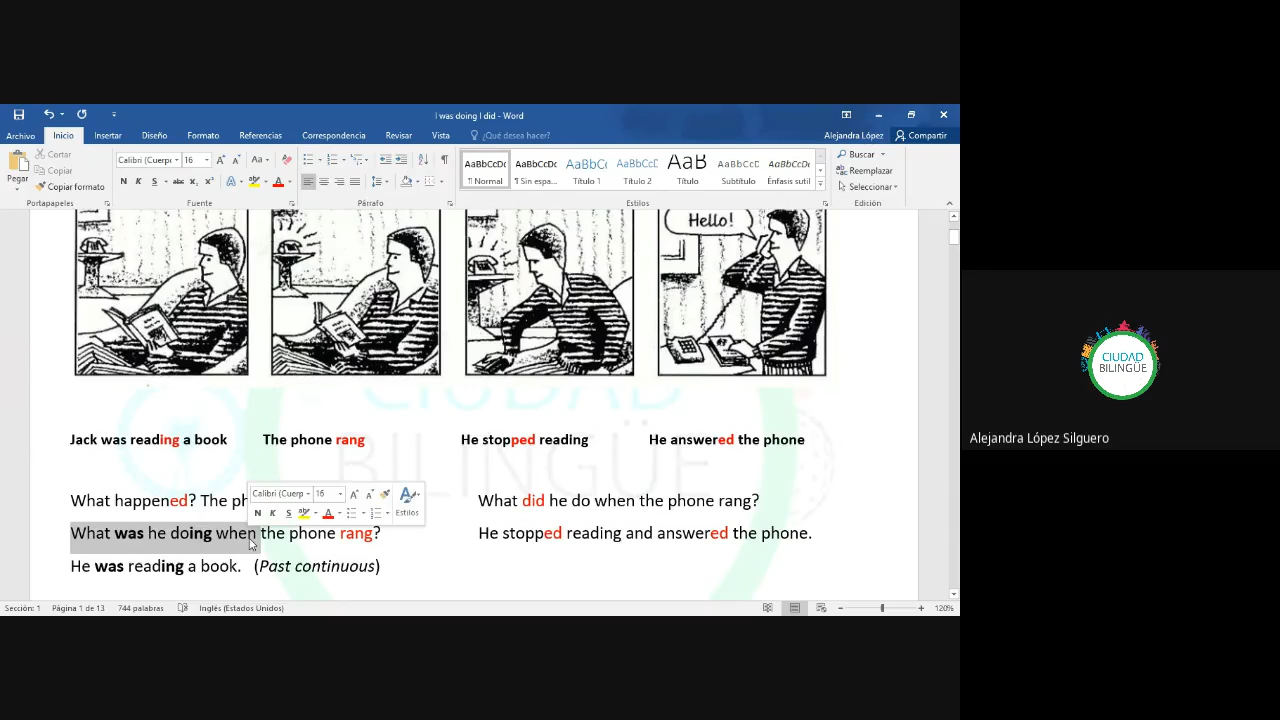 I was doing I did - Word
Archivo Inicio Insertar Diseño Formato Referencias Correspondencia Revisar Vista ¿Qué desea hacer? Alejandra López Compartir
Pegar
Cortar
Copiar
Copiar formato
Portapapeles
Calibri (Cuerp 16
N K S abc x₂ x²
Fuente
Párrafo
AaBbCcDc AaBbCcDc AaBbCc AaBbCcC AaB AaBbCcC AaBbCcDc
¶ Normal ¶ Sin espa... Título 1 Título 2 Título Subtítulo Énfasis sutil
Estilos
Buscar
Reemplazar
Seleccionar
Edición
Hello!
CIUDAD
BILINGÜE
Jack was reading a book The phone rang He stopped reading He answered the phone
Calibri (Cuerp 16
N K S Estilos
What happened? The ph
What was he doing when the phone rang?
He was reading a book. (Past continuous)
What did he do when the phone rang?
He stopped reading and answered the phone.
Sección: 1 Página 1 de 13 744 palabras Inglés (Estados Unidos) 120%
CIUDAD
BILINGÜE
Alejandra López Silguero